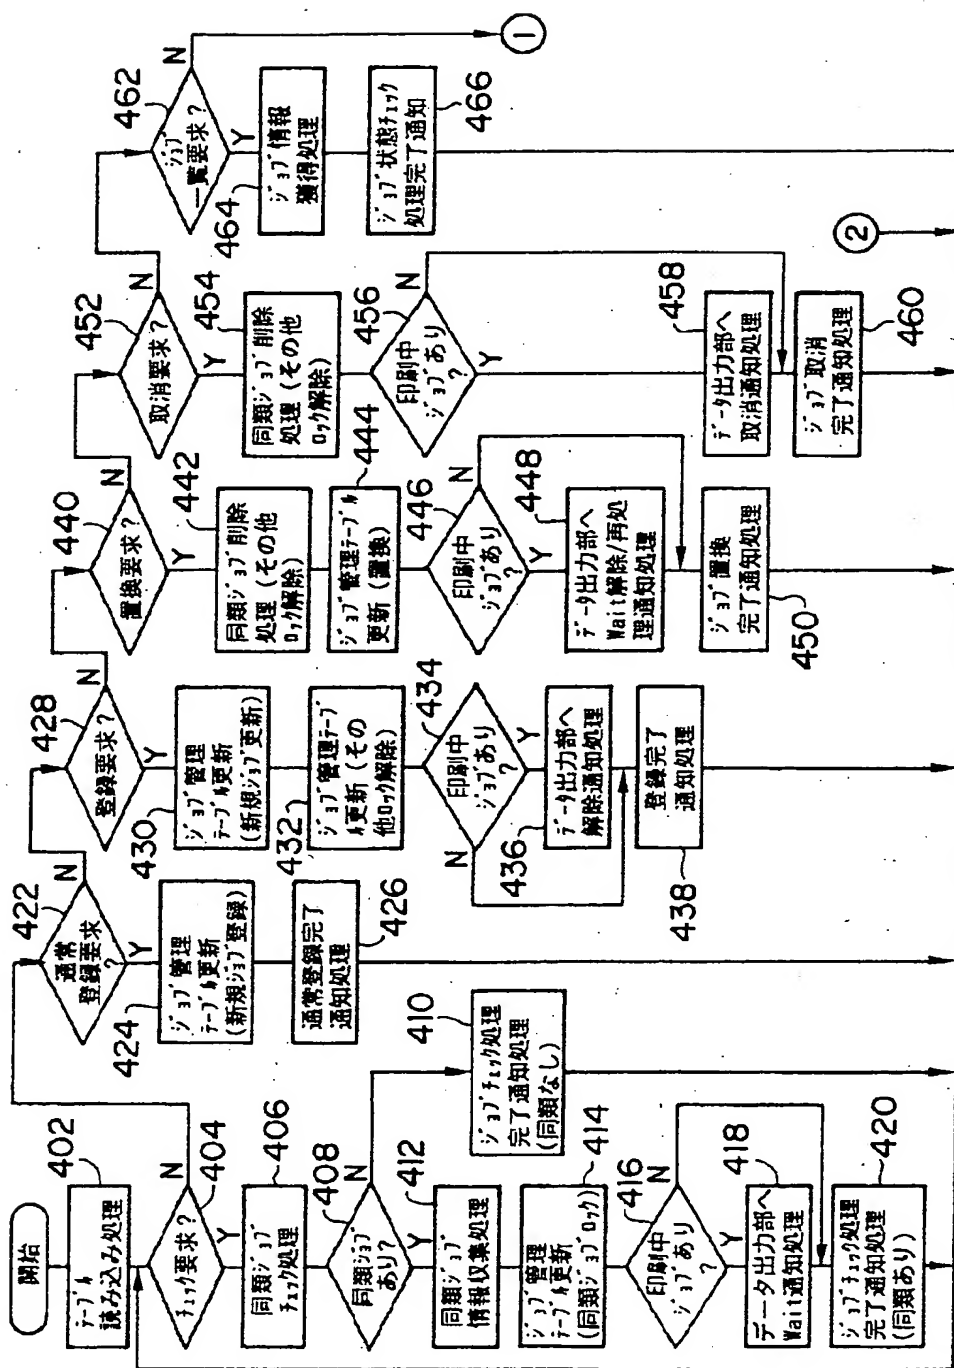 開始
402
テーブル
読み込み処理
404
チェック要求?
N
Y
406
同類ジョブ
チェック処理
408
同類ジョブ
あり?
N
Y
410
ジョブチェック処理
完了通知処理
(同類なし)
412
同類ジョブ
情報収集処理
414
ジョブ管理
テーブル更新
(同類ジョブロック)
416
印刷中
ジョブあり
?
N
Y
418
データ出力部へ
Wait通知処理
420
ジョブチェック処理
完了通知処理
(同類あり)
422
通常
登録要求
?
N
Y
424
ジョブ管理
テーブル更新
(新規ジョブ登録)
426
通常登録完了
通知処理
428
登録要求?
N
Y
430
ジョブ管理
テーブル更新
(新規ジョブ更新)
432
ジョブ管理テーブ
ル更新(その
他ロック解除)
434
印刷中
ジョブあり
?
N
Y
436
データ出力部へ
解除通知処理
438
登録完了
通知処理
440
置換要求?
N
Y
442
同類ジョブ削除
処理(その他
ロック解除)
444
ジョブ管理テーブル
更新(置換)
446
印刷中
ジョブあり
?
N
Y
448
データ出力部へ
Wait解除/再処
理通知処理
450
ジョブ置換
完了通知処理
452
取消要求?
N
Y
454
同類ジョブ削除
処理(その他
ロック解除)
456
印刷中
ジョブあり
?
N
Y
458
データ出力部へ
取消通知処理
460
ジョブ取消
完了通知処理
462
ジョブ
一覧要求?
N
Y
464
ジョブ情報
獲得処理
466
ジョブ状態チェック
処理完了通知
1
2